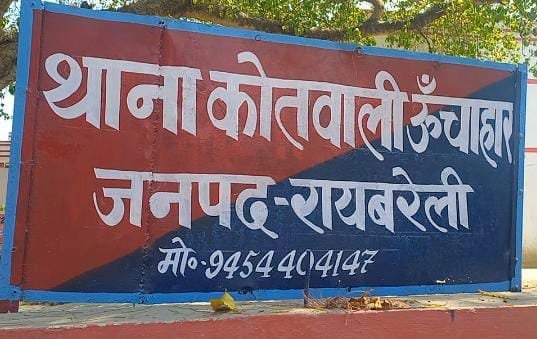 थाना कोतवाली ऊँचाहार
जनपद-रायबरेली
मो०-9454404147